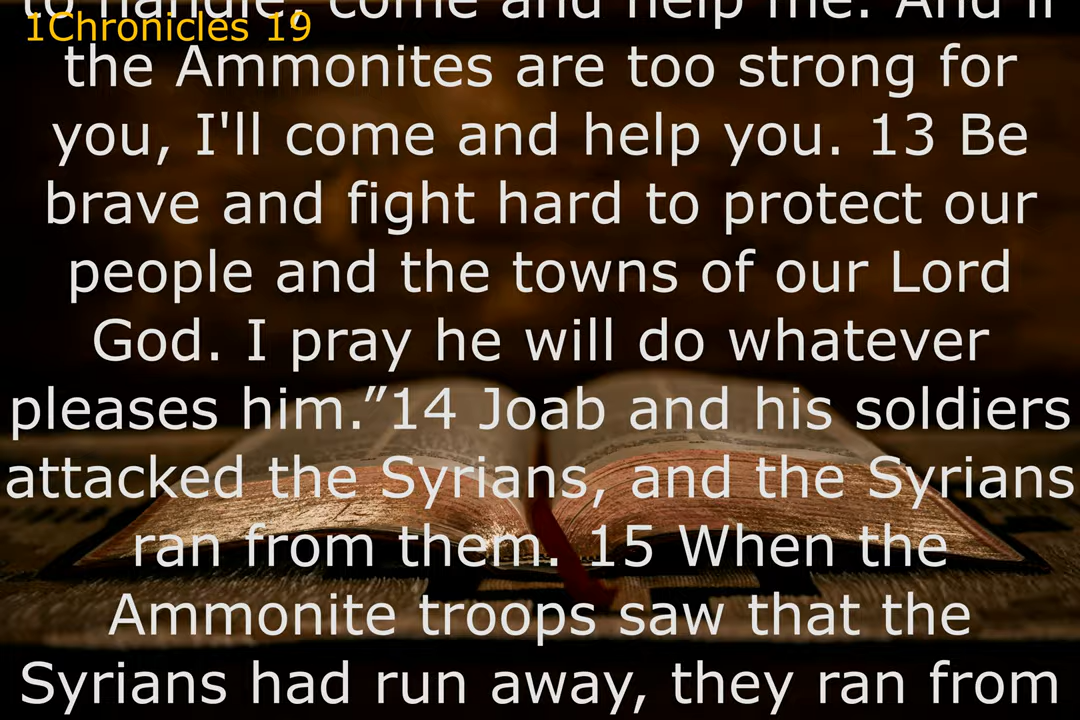 to handle, come and help me. And if
1Chronicles 19
the Ammonites are too strong for
you, I'll come and help you. 13 Be
brave and fight hard to protect our
people and the towns of our Lord
God. I pray he will do whatever
pleases him.”14 Joab and his soldiers
attacked the Syrians, and the Syrians
ran from them. 15 When the
Ammonite troops saw that the
Syrians had run away, they ran from